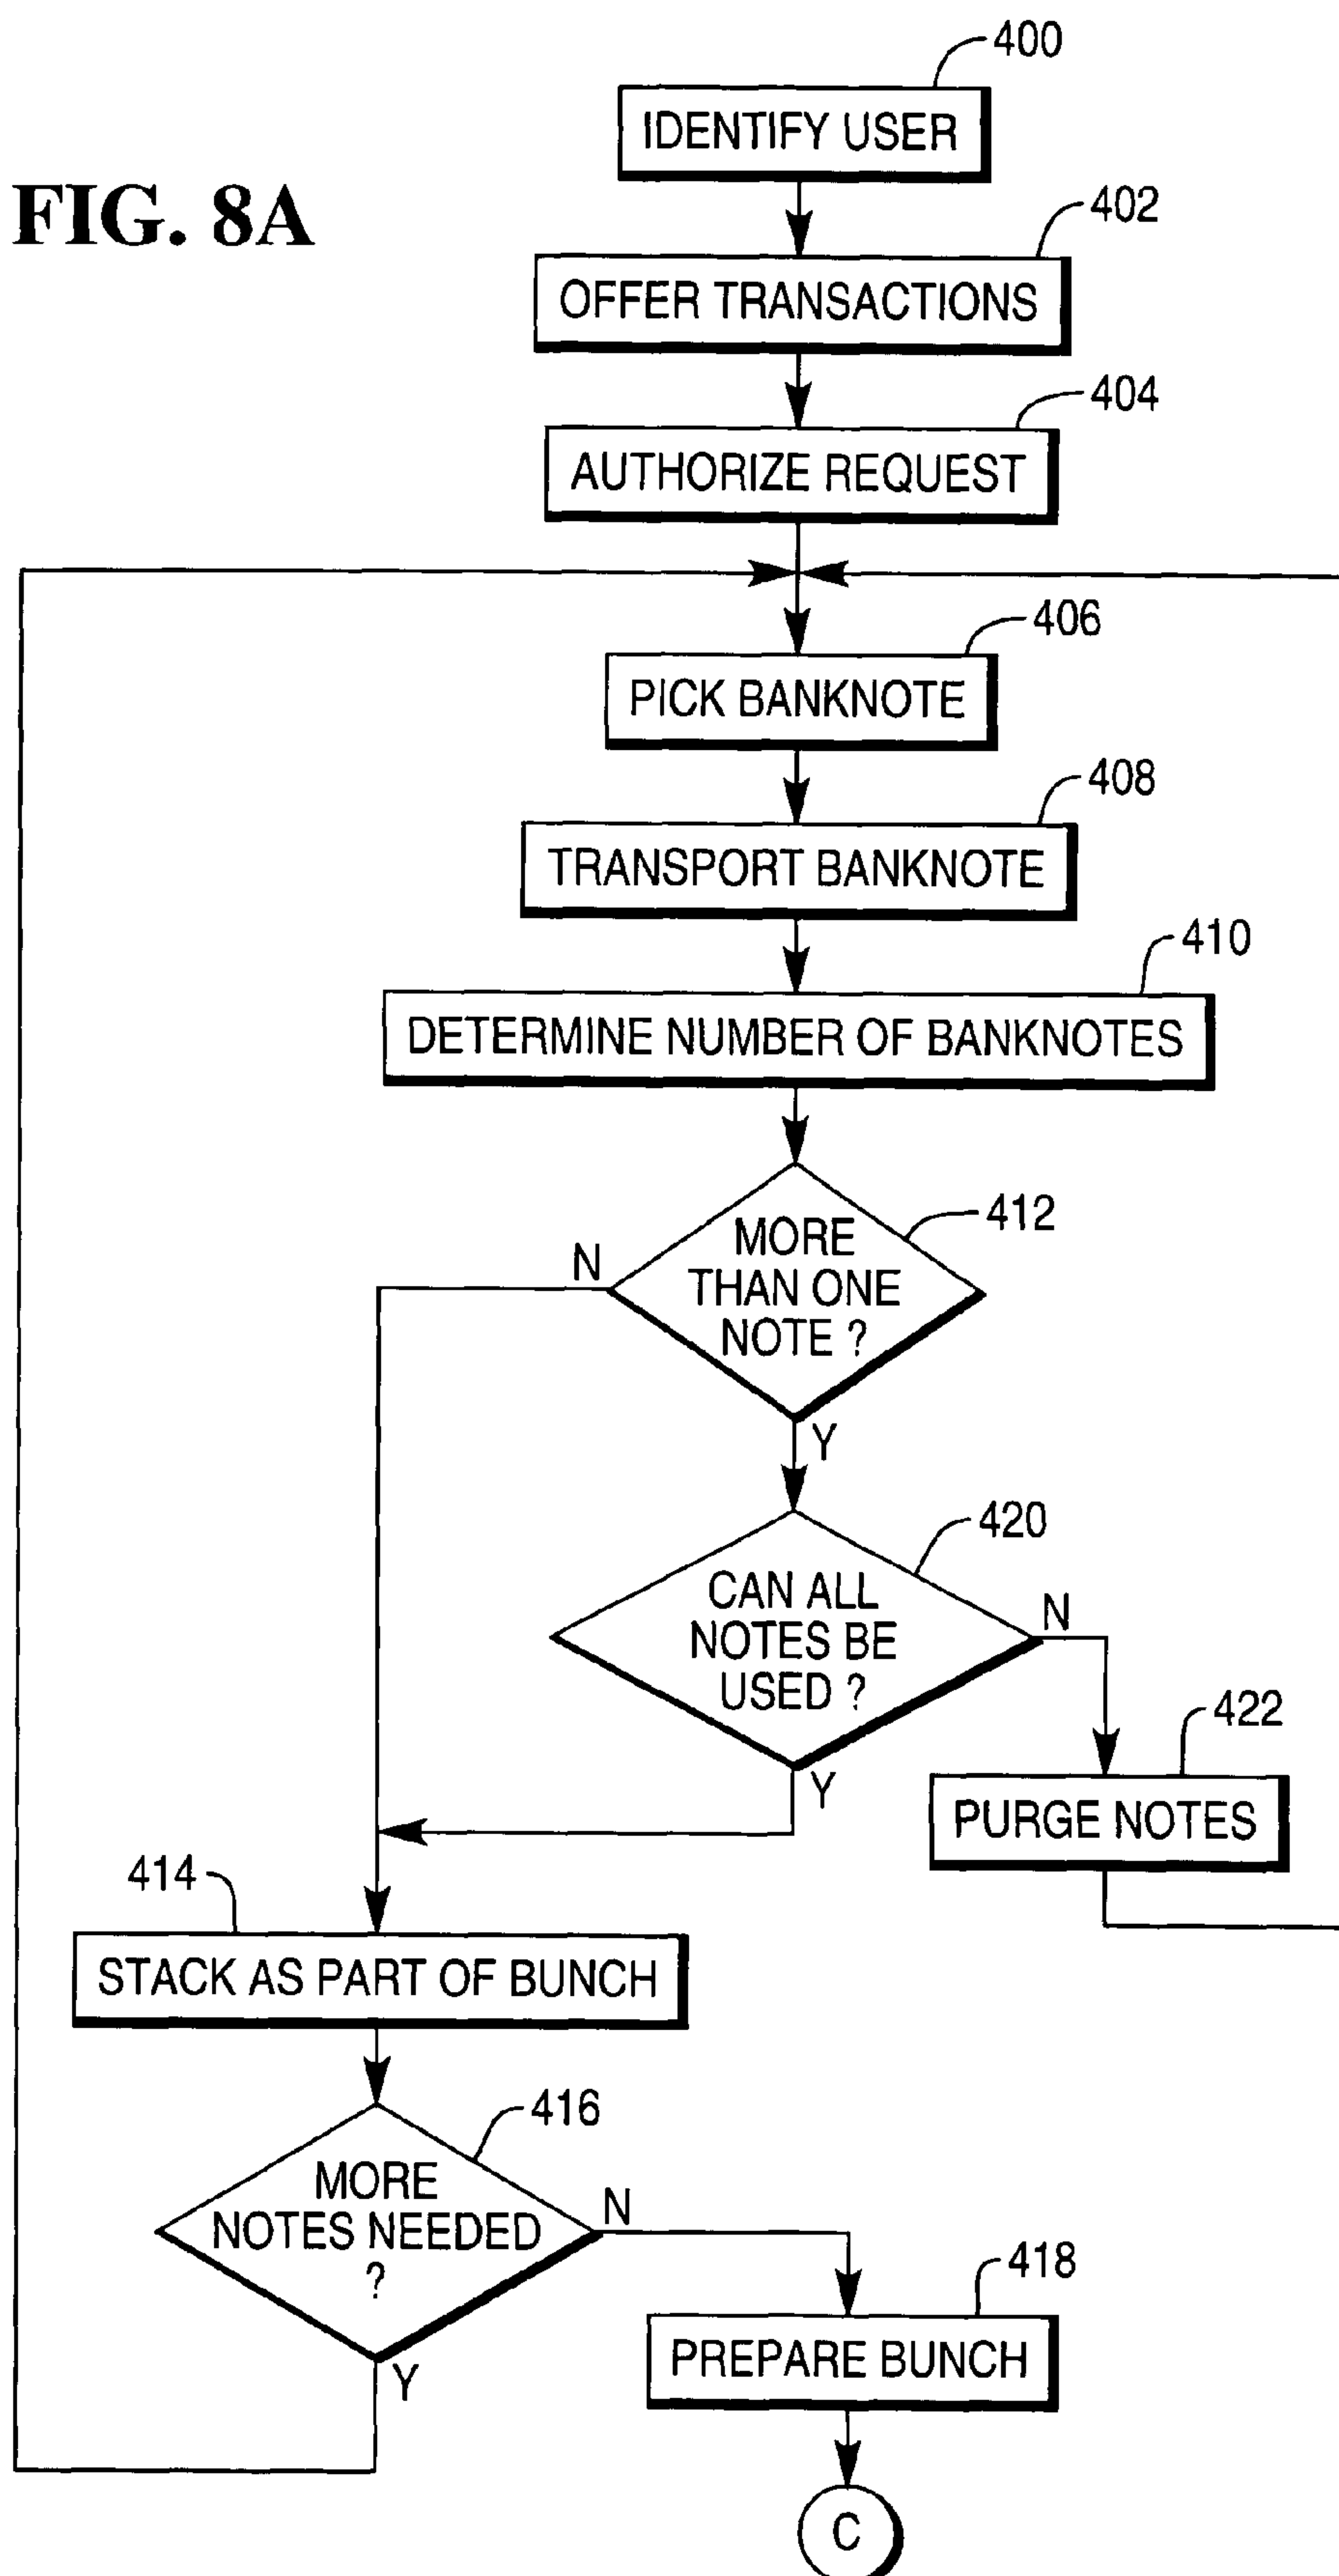 400
IDENTIFY USER
FIG. 8A
402
OFFER TRANSACTIONS
404
AUTHORIZE REQUEST
406
PICK BANKNOTE
408
TRANSPORT BANKNOTE
410
DETERMINE NUMBER OF BANKNOTES
412
MORE
THAN ONE
NOTE ?
N
Y
420
CAN ALL
NOTES BE
USED ?
N
Y
422
PURGE NOTES
414
STACK AS PART OF BUNCH
416
MORE
NOTES NEEDED
?
N
Y
418
PREPARE BUNCH
C